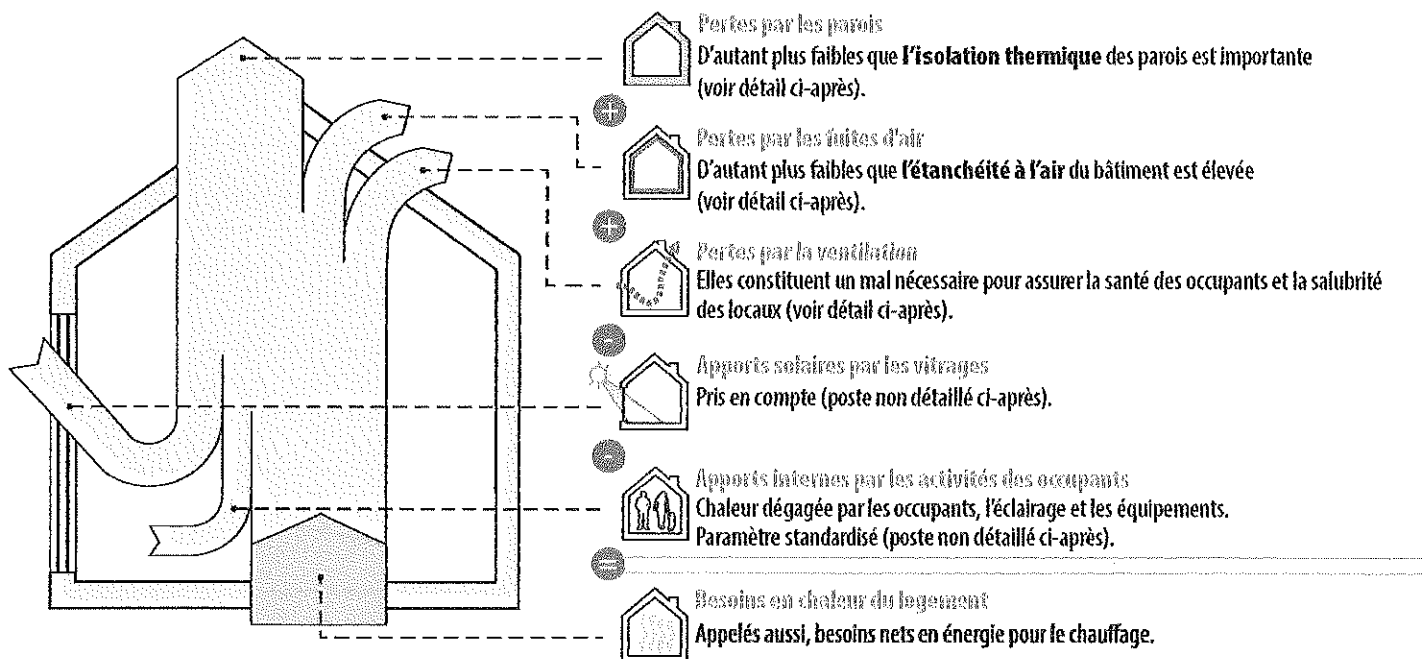 Pertes par les parois
D'autant plus faibles que l'isolation thermique des parois est importante
(voir détail ci-après).
+
Pertes par les fuites d'air
D'autant plus faibles que l'étanchéité à l'air du bâtiment est élevée
(voir détail ci-après).
+
Pertes par la ventilation
Elles constituent un mal nécessaire pour assurer la santé des occupants et la salubrité
des locaux (voir détail ci-après).
-
Apports solaires par les vitrages
Pris en compte (poste non détaillé ci-après).
-
Apports internes par les activités des occupants
Chaleur dégagée par les occupants, l'éclairage et les équipements.
Paramètre standardisé (poste non détaillé ci-après).
=
Besoins en chaleur du logement
Appelés aussi, besoins nets en énergie pour le chauffage.